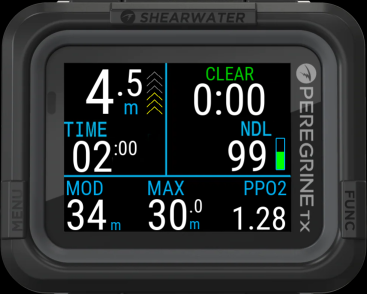 SHEARWATER
4.5 m
CLEAR
0:00
TIME
02:00
NDL
99
MOD
34 m
MAX
30.0 m
PPO2
1.28
PEREGRINE TX
MENU
FUNC